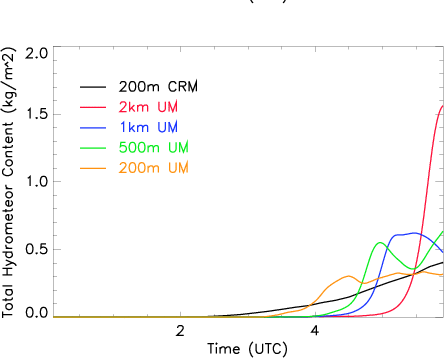 2.0
1.5
1.0
0.5
0.0
Total Hydrometeor Content (kg/m^2)
200m CRM
2km UM
1km UM
500m UM
200m UM
2
4
Time (UTC)